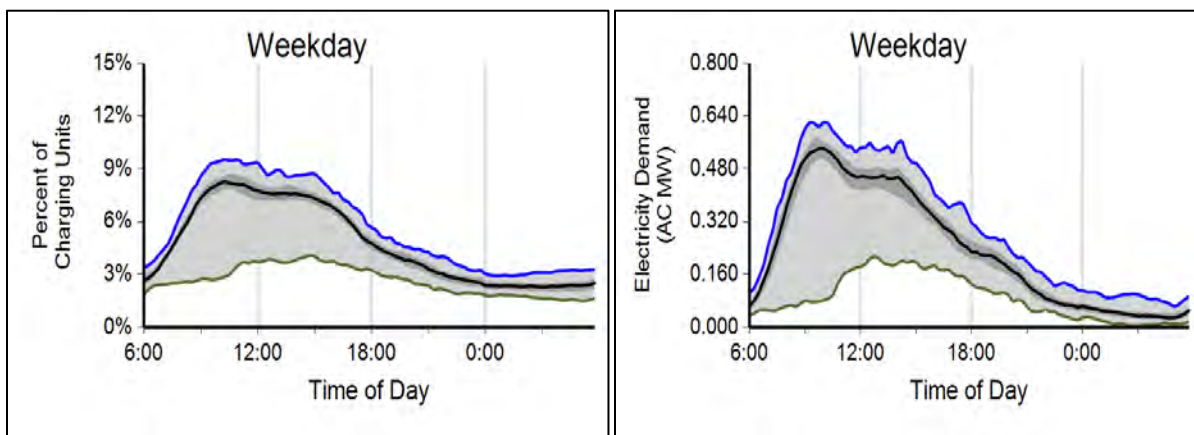 Weekday
15%
12%
9%
6%
3%
0%
Percent of
Charging Units
6:00 12:00 18:00 0:00
Time of Day
Weekday
0.800
0.640
0.480
0.320
0.160
0.000
Electricity Demand
(AC MW)
6:00 12:00 18:00 0:00
Time of Day